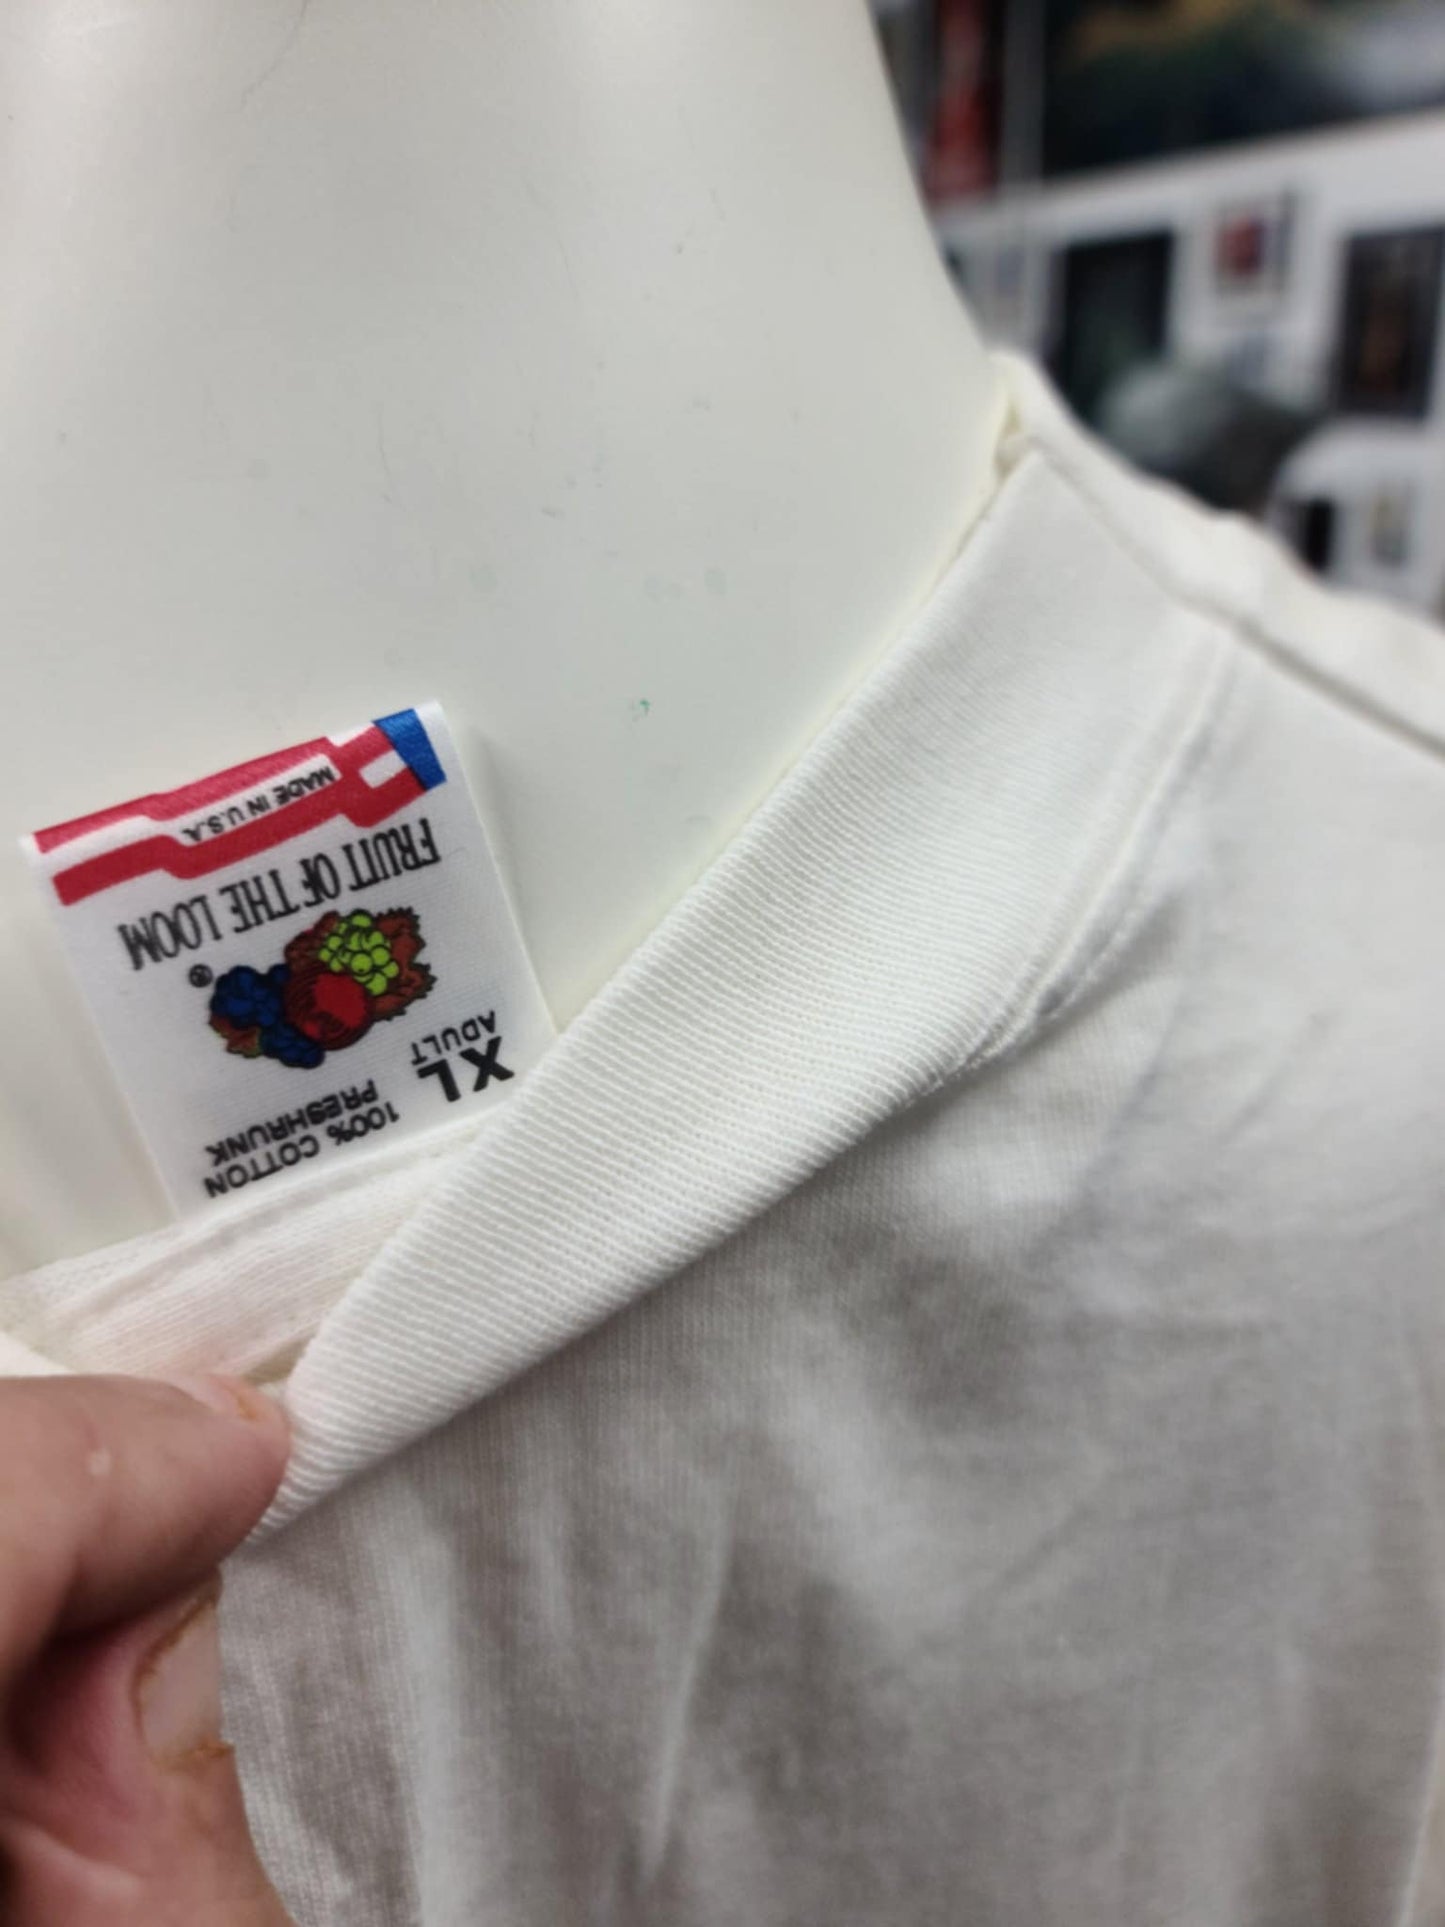 MADE IN U.S.A.
FRUIT OF THE LOOM
®
XL
ADULT
100% COTTON
PRESHRUNK